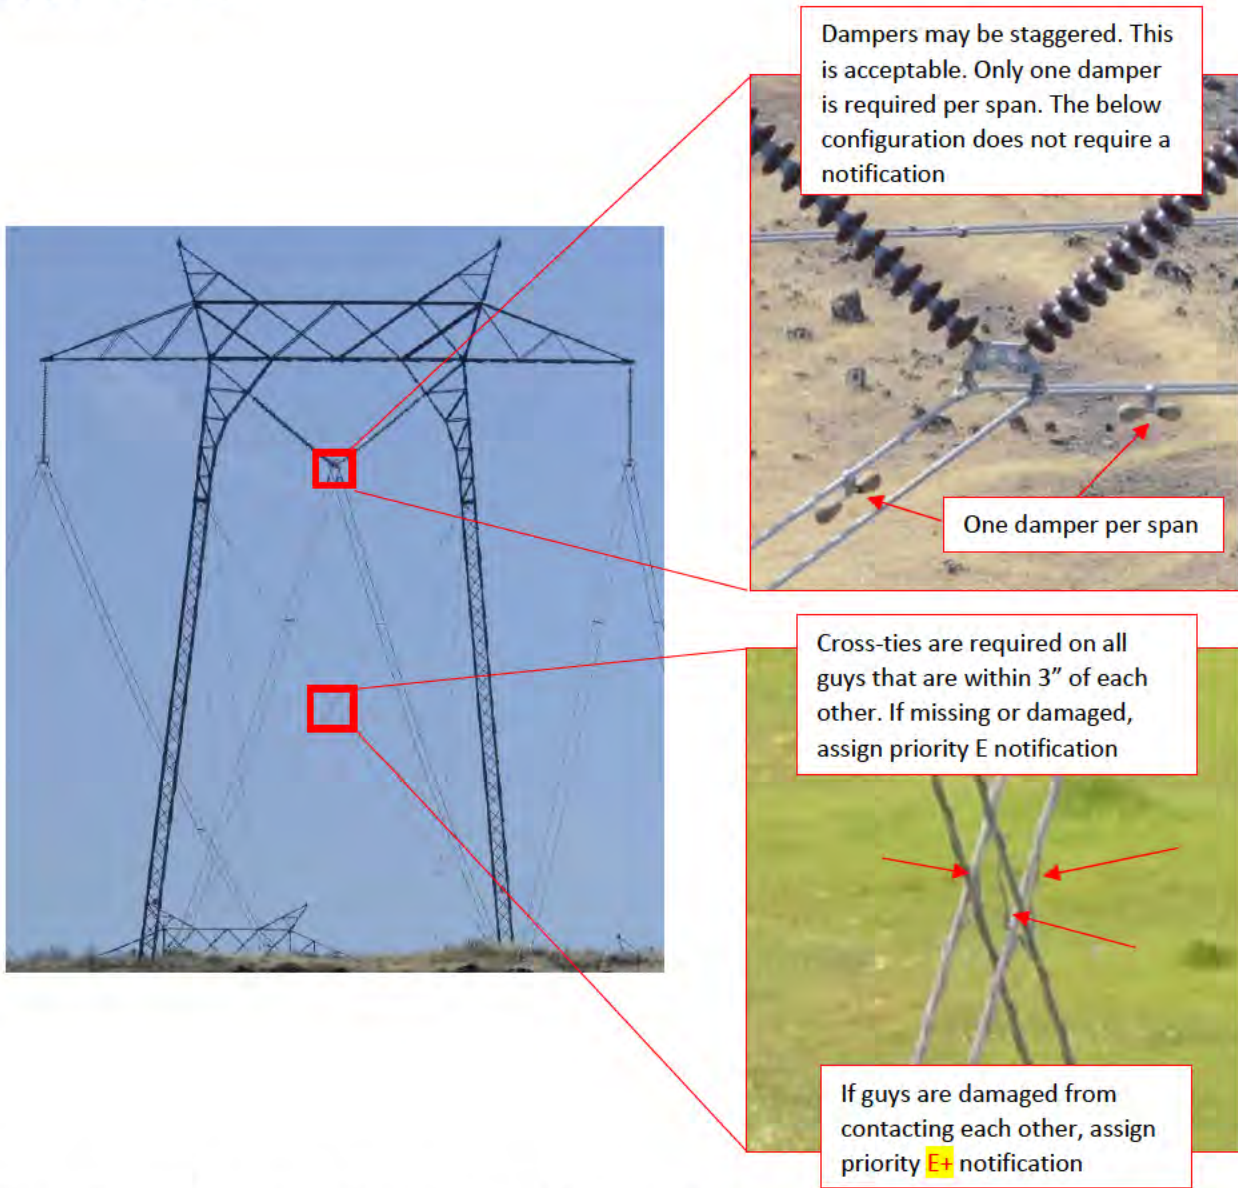 Dampers may be staggered. This
is acceptable. Only one damper
is required per span. The below
configuration does not require a
notification
One damper per span
Cross-ties are required on all
guys that are within 3” of each
other. If missing or damaged,
assign priority E notification
If guys are damaged from
contacting each other, assign
priority E+ notification